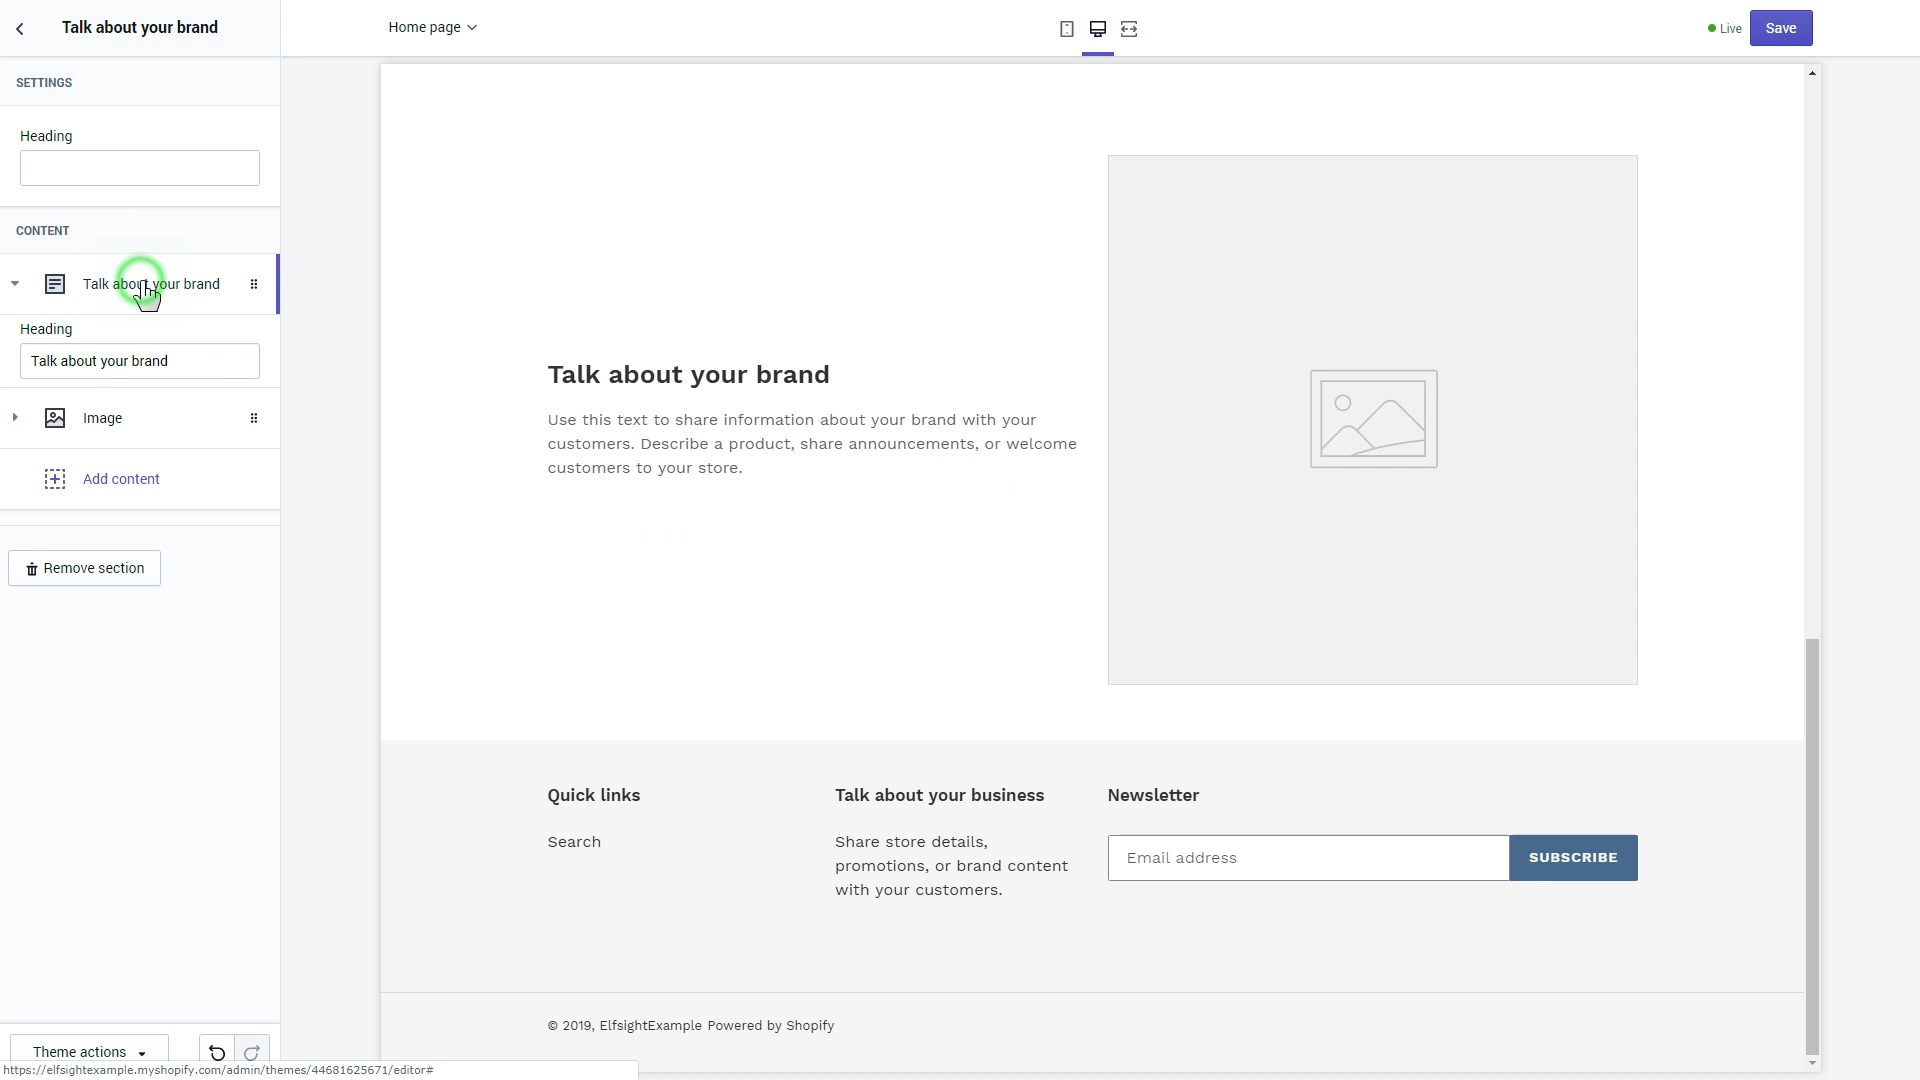 Talk about your brand
Home page
Live
Save
SETTINGS
Heading
CONTENT
Talk about your brand
Heading
Talk about your brand
Image
Add content
Remove section
Theme actions
https://elfsightexample.myshopify.com/admin/themes/44681625671/editor#
Talk about your brand
Use this text to share information about your brand with your
customers. Describe a product, share announcements, or welcome
customers to your store.
Quick links
Search
Talk about your business
Share store details,
promotions, or brand content
with your customers.
Newsletter
Email address
SUBSCRIBE
© 2019, ElfsightExample Powered by Shopify